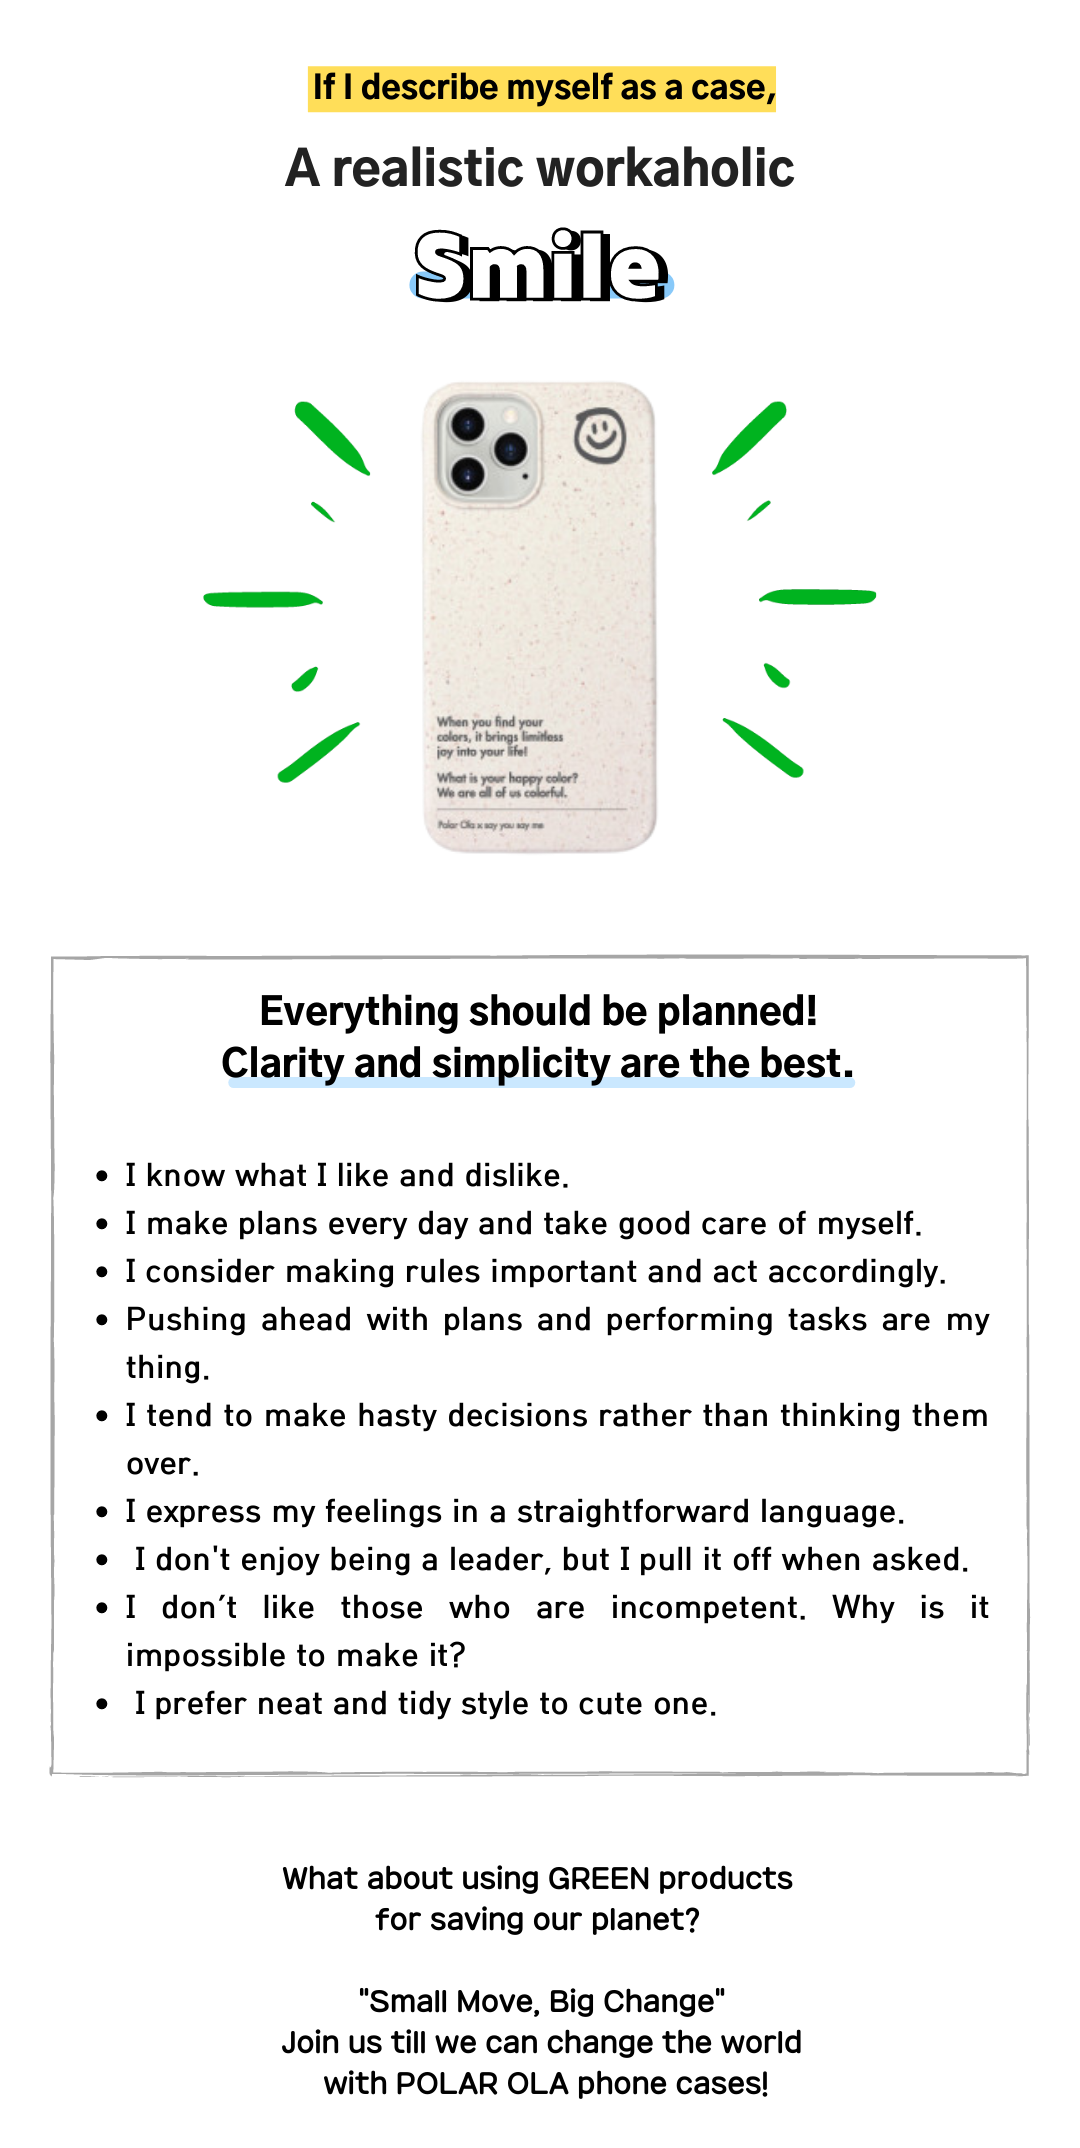 If I describe myself as a case,
A realistic workaholic
Smile
When you find your
colors, it brings limitless
joy into your life!
What is your happy color?
We are all of us colorful.
Polar Ola x say you say me
Everything should be planned!
Clarity and simplicity are the best.
• I know what I like and dislike.
• I make plans every day and take good care of myself.
• I consider making rules important and act accordingly.
• Pushing ahead with plans and performing tasks are my
thing.
• I tend to make hasty decisions rather than thinking them
over.
• I express my feelings in a straightforward language.
• I don't enjoy being a leader, but I pull it off when asked.
• I don’t like those who are incompetent. Why is it
impossible to make it?
• I prefer neat and tidy style to cute one.
What about using GREEN products
for saving our planet?
"Small Move, Big Change"
Join us till we can change the world
with POLAR OLA phone cases!